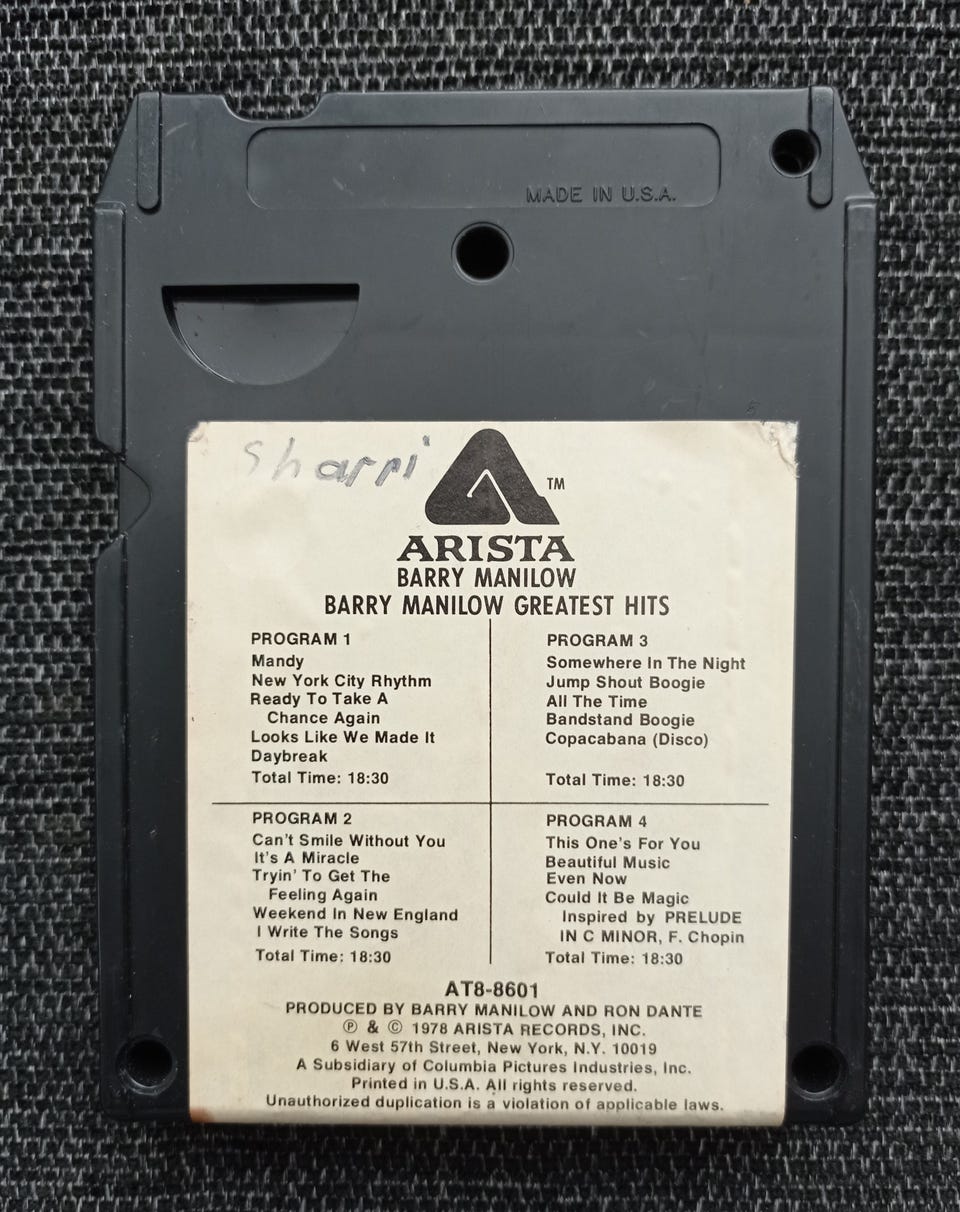 MADE IN U.S.A.
Sharri
TM
ARISTA
BARRY MANILOW
BARRY MANILOW GREATEST HITS
PROGRAM 1
Mandy
New York City Rhythm
Ready To Take A
Chance Again
Looks Like We Made It
Daybreak
Total Time: 18:30
PROGRAM 2
Can't Smile Without You
It's A Miracle
Tryin' To Get The
Feeling Again
Weekend In New England
I Write The Songs
Total Time: 18:30
PROGRAM 3
Somewhere In The Night
Jump Shout Boogie
All The Time
Bandstand Boogie
Copacabana (Disco)
Total Time: 18:30
PROGRAM 4
This One's For You
Beautiful Music
Even Now
Could It Be Magic
Inspired by PRELUDE
IN C MINOR, F. Chopin
Total Time: 18:30
AT8-8601
PRODUCED BY BARRY MANILOW AND RON DANTE
℗ & © 1978 ARISTA RECORDS, INC.
6 West 57th Street, New York, N.Y. 10019
A Subsidiary of Columbia Pictures Industries, Inc.
Printed in U.S.A. All rights reserved.
Unauthorized duplication is a violation of applicable laws.